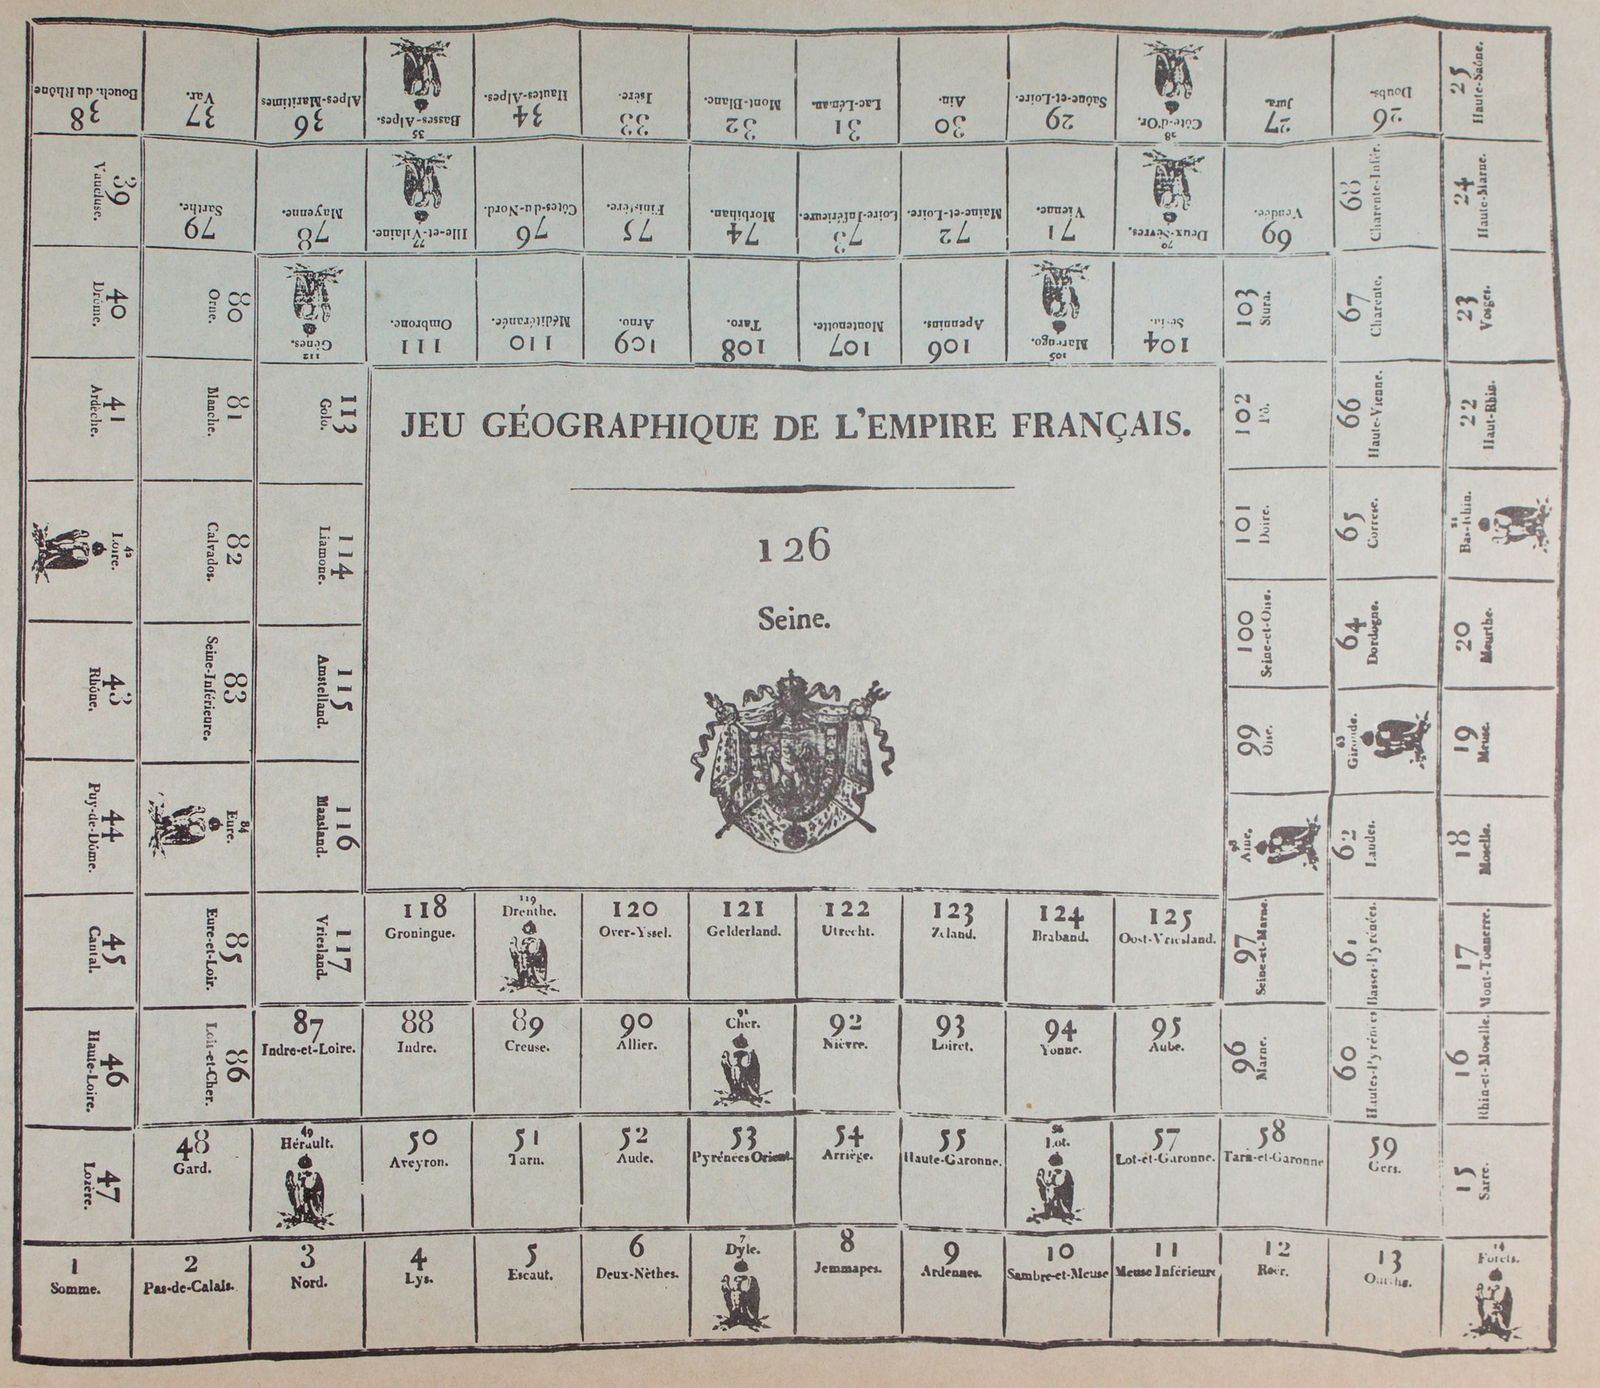 JEU GÉOGRAPHIQUE DE L'EMPIRE FRANÇAIS.
1
Somme.
2
Pas-de-Calais.
3
Nord.
4
Lys.
5
Escaut.
6
Deux-Nèthes.
7
Dyle.
8
Jemmapes.
9
Ardennes.
10
Sambre-et-Meuse
11
Meuse Inférieure
12
Roër.
13
Ourthe.
14
Forêts.
15
Sarre.
16
Rhin-et-Moselle.
17
Mont-Tonnerre.
18
Moselle.
19
Meuse.
20
Meurthe.
21
Bas-Rhin.
22
Haut-Rhin.
23
Vosges.
24
Haute-Marne.
25
Haute-Saône.
26
Doubs.
27
Jura.
28
Côte-d'Or.
29
Saône-et-Loire.
30
Ain.
31
Lac-Léman.
32
Mont-Blanc.
33
Isère.
34
Hautes-Alpes.
35
Basses-Alpes.
36
Alpes-Maritimes
37
Var.
38
Bouch. du Rhône
39
Vaucluse.
40
Drôme.
41
Ardèche.
42
Loire.
43
Rhône.
44
Puy-de-Dôme.
45
Cantal.
46
Haute-Loire.
47
Lozère.
48
Gard.
49
Hérault.
50
Aveyron.
51
Tarn.
52
Aude.
53
Pyrénées Orient.
54
Arriège.
55
Haute-Garonne.
56
Lot.
57
Lot-et-Garonne.
58
Tarn-et-Garonne
59
Gers.
60
Hautes-Pyrénées
61
Basses-Pyrénées.
62
Landes.
63
Gironde.
64
Dordogne.
65
Correse.
66
Haute-Vienne.
67
Charente.
68
Charente-Infér.
69
Vendée.
70
Deux-Sèvres.
71
Vienne.
72
Maine-et-Loire.
73
Loire-Inférieure.
74
Morbihan.
75
Finistère.
76
Côtes-du-Nord.
77
Ille-et-Vilaine.
78
Mayenne.
79
Sarthe.
80
Orne.
81
Manche.
82
Calvados.
83
Seine-Inférieure.
84
Eure.
85
Eure-et-Loir.
86
Loir-et-Cher.
87
Indre-et-Loire.
88
Indre.
89
Creuse.
90
Allier.
91
Cher.
92
Nièvre.
93
Loiret.
94
Yonne.
95
Aube.
96
Marne.
97
Seine-et-Marne.
98
Aisne.
99
Oise.
100
Seine-et-Oise.
101
Doire.
102
Pô.
103
Stura.
104
Sesia.
105
Marengo.
106
Apennins.
107
Montenotte.
108
Taro.
109
Arno.
110
Méditéranée.
111
Ombrone.
112
Gênes.
113
Golo.
114
Liamone.
115
Amstelland.
116
Maasland.
117
Vriesland.
118
Groningue.
119
Drenthe.
120
Over-Yssel.
121
Gelderland.
122
Utrecht.
123
Zeland.
124
Braband.
125
Oost-Vriesland.
126
Seine.